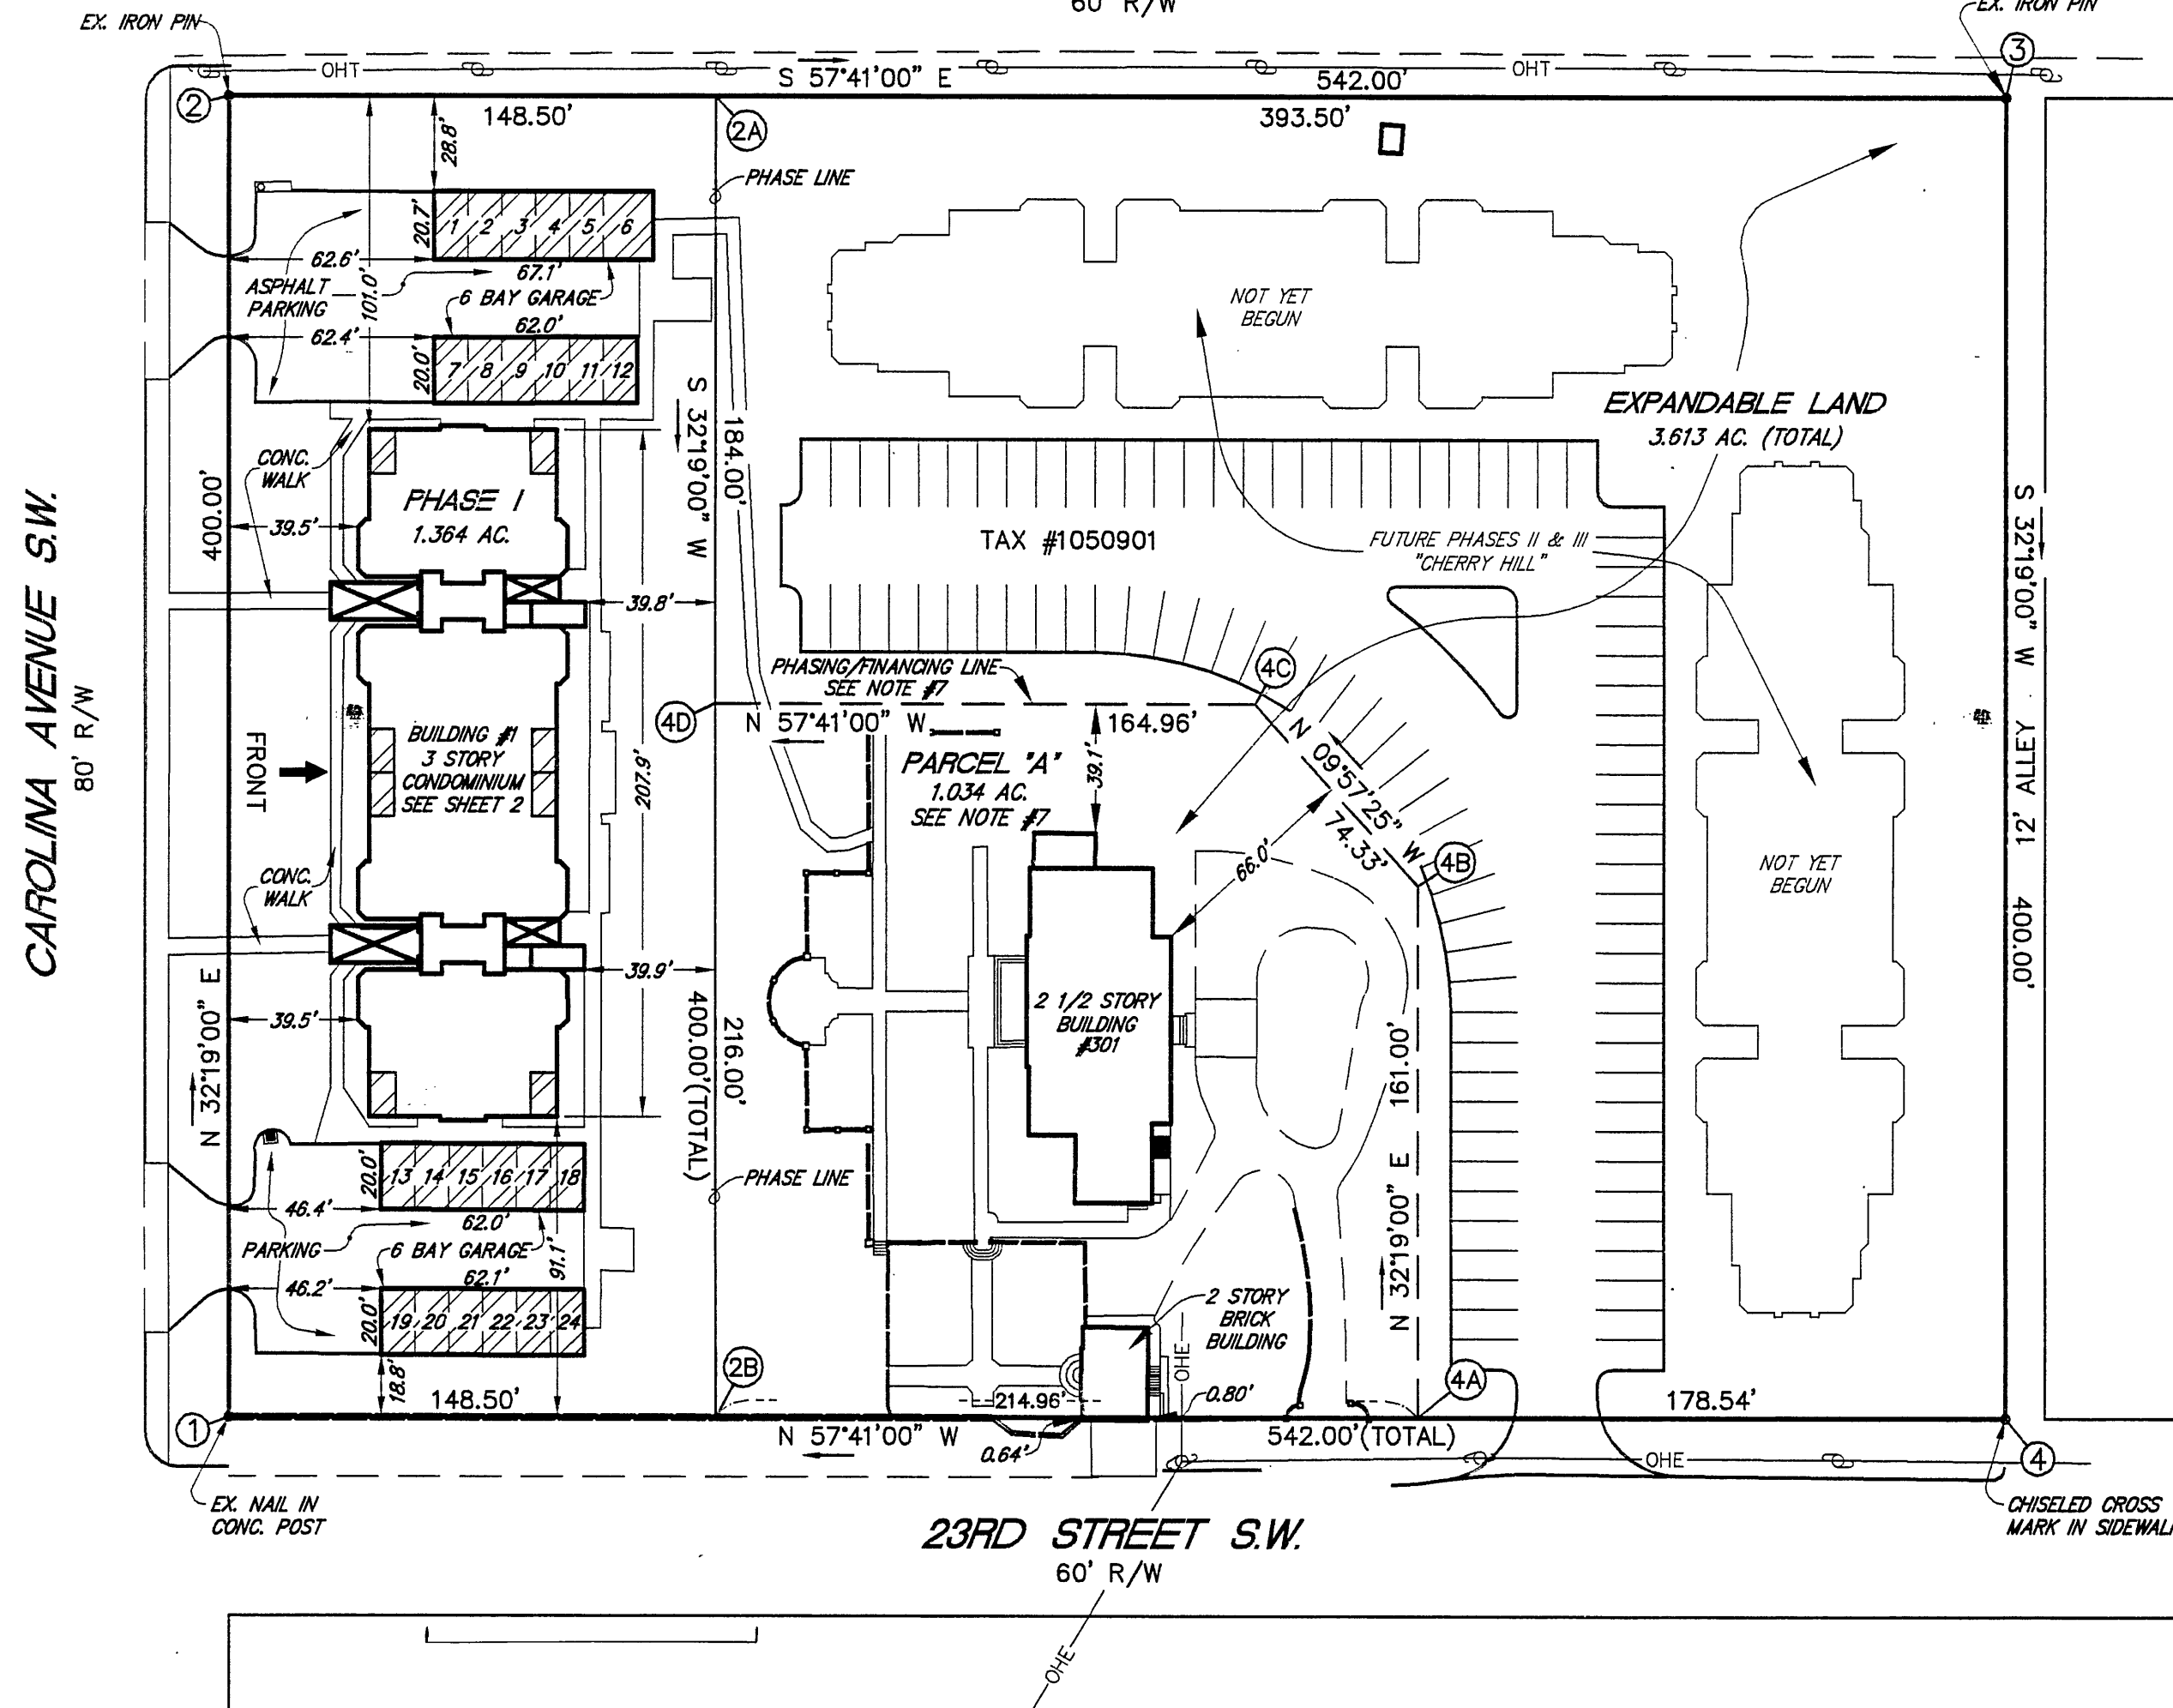 60' R/W
EX. IRON PIN
EX. IRON PIN
3
OHT
S 57°41'00" E
542.00'
OHT
2
148.50'
2A
393.50'
28.8'
PHASE LINE
20.7'
1 2 3 4 5 6
62.6'
67.1'
ASPHALT
PARKING
101.0'
6 BAY GARAGE
62.0'
62.4'
20.0'
7 8 9 10 11 12
NOT YET
BEGUN
S 32°19'00" W
184.00'
EXPANDABLE LAND
3.613 AC. (TOTAL)
CONC.
WALK
PHASE I
1.364 AC.
400.00'
39.5'
TAX #1050901
FUTURE PHASES II & III
"CHERRY HILL"
S 32°19'00" W
39.8'
CAROLINA AVENUE S.W.
80' R/W
PHASING/FINANCING LINE
SEE NOTE #7
4C
4D
N 57°41'00" W
164.96'
FRONT
BUILDING #1
3 STORY
CONDOMINIUM
SEE SHEET 2
207.9'
PARCEL "A"
1.034 AC.
SEE NOTE #7
39.1'
N 09°57'25" W
74.33'
66.0'
4B
12' ALLEY
NOT YET
BEGUN
CONC.
WALK
400.00'
39.9'
39.5'
N 32°19'00" E
2 1/2 STORY
BUILDING
#301
216.00'
400.00'(TOTAL)
N 32°19'00" E 161.00'
PHASE LINE
20.0'
13 14 15 16 17 18
46.4'
62.0'
PARKING
6 BAY GARAGE
62.1'
91.1'
46.2'
20.0'
19 20 21 22 23 24
18.8'
2 STORY
BRICK
BUILDING
OHE
2B
4A
148.50'
214.96'
0.80'
178.54'
1
N 57°41'00" W
0.64'
542.00'(TOTAL)
OHE
4
EX. NAIL IN
CONC. POST
CHISELED CROSS
MARK IN
23RD STREET S.W.
60' R/W
OHE